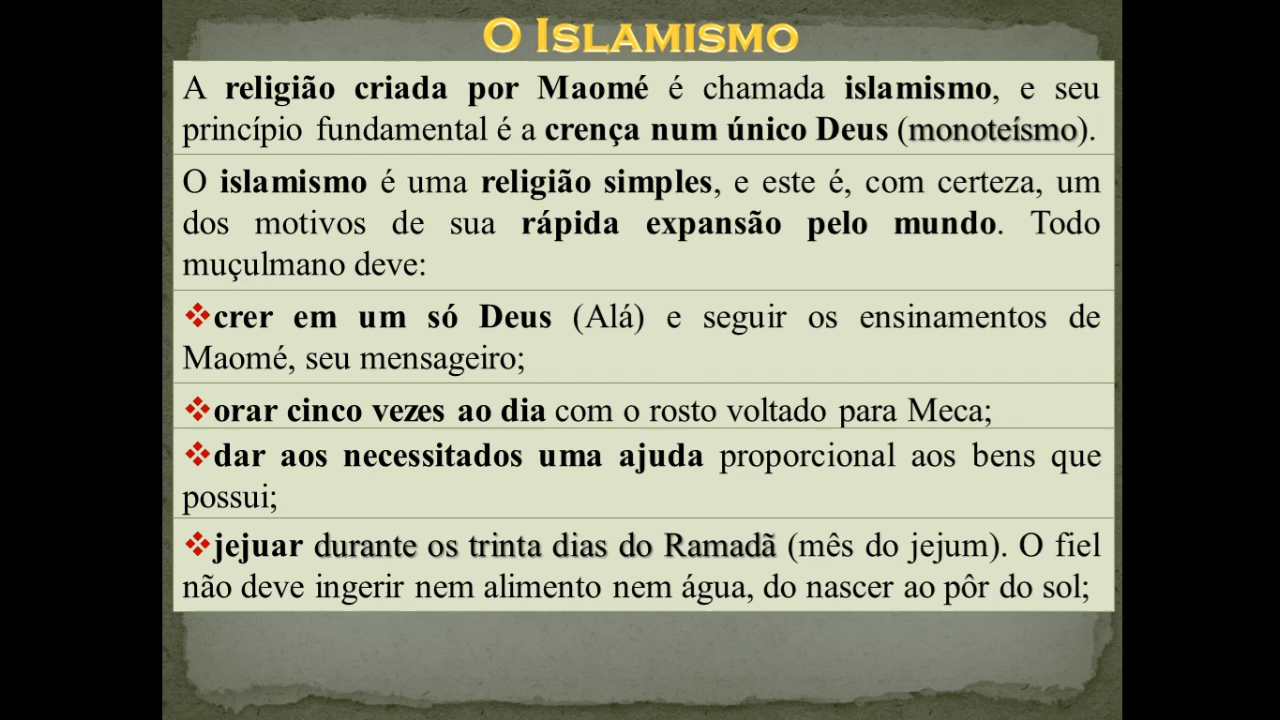 O Islamismo
A religião criada por Maomé é chamada islamismo, e seu
princípio fundamental é a crença num único Deus (monoteísmo).
O islamismo é uma religião simples, e este é, com certeza, um
dos motivos de sua rápida expansão pelo mundo. Todo
muçulmano deve:
❖crer em um só Deus (Alá) e seguir os ensinamentos de
Maomé, seu mensageiro;
❖orar cinco vezes ao dia com o rosto voltado para Meca;
❖dar aos necessitados uma ajuda proporcional aos bens que
possui;
❖jejuar durante os trinta dias do Ramadã (mês do jejum). O fiel
não deve ingerir nem alimento nem água, do nascer ao pôr do sol;